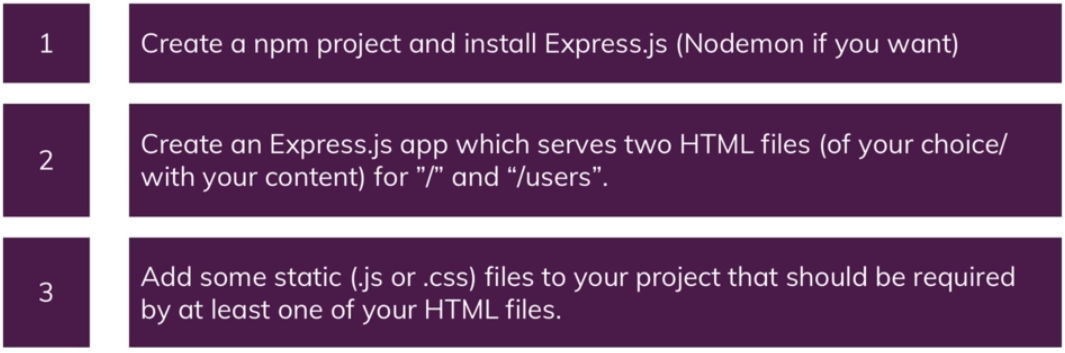 1
Create a npm project and install Express.js (Nodemon if you want)
2
Create an Express.js app which serves two HTML files (of your choice/
with your content) for ”/” and “/users”.
3
Add some static (.js or .css) files to your project that should be required
by at least one of your HTML files.